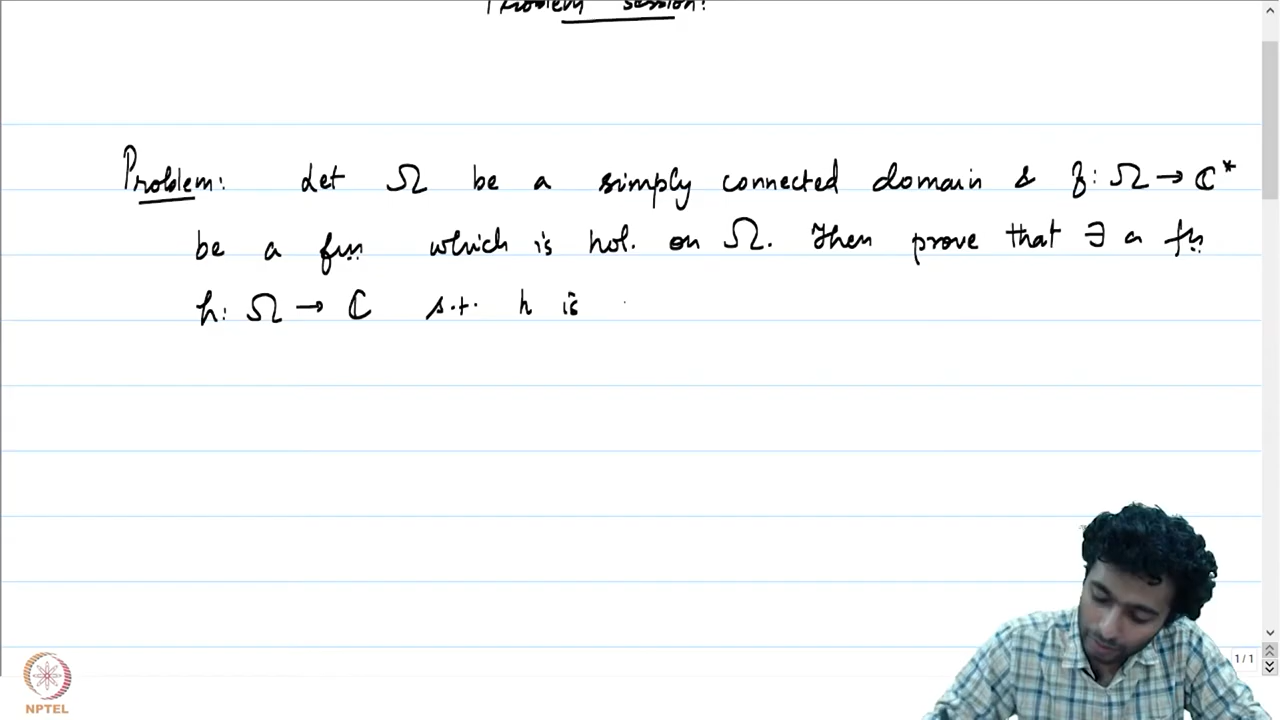 Problem session:
Problem: Let Ω be a simply connected domain & f: Ω → ℂ*
be a fun which is hol. on Ω. Then prove that ∃ a fn
h: Ω → ℂ s.t. h is
1/1
NPTEL